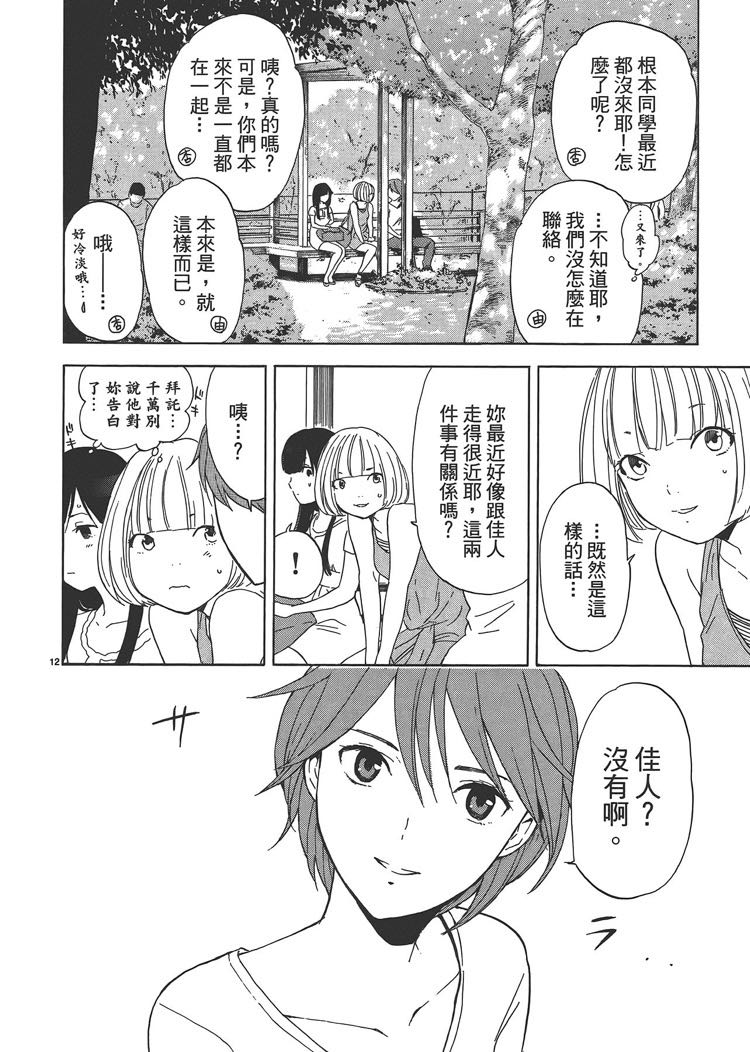 根本同學最近
都沒來耶！怎
麼了呢？
杏
…又來了。
…不知道耶，
我們沒怎麼在
聯絡。
由
咦？真的嗎？
可是，你們本
來不是一直都
在一起…
杏
本來是，就
這樣而已。
由
哦——
杏
好冷淡哦…！
…既然是這
樣的話…
妳最近好像跟佳人
走得很近耶，這兩
件事有關係嗎？
！
咦…？
拜託…
千萬別
說他對
妳告白
了…
ドキ
ドキ
12
佳人？
沒有啊。